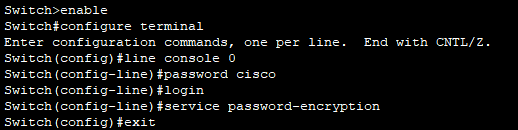 Switch>enable
Switch#configure terminal
Enter configuration commands, one per line.  End with CNTL/Z.
Switch(config)#line console 0
Switch(config-line)#password cisco
Switch(config-line)#login
Switch(config-line)#service password-encryption
Switch(config)#exit